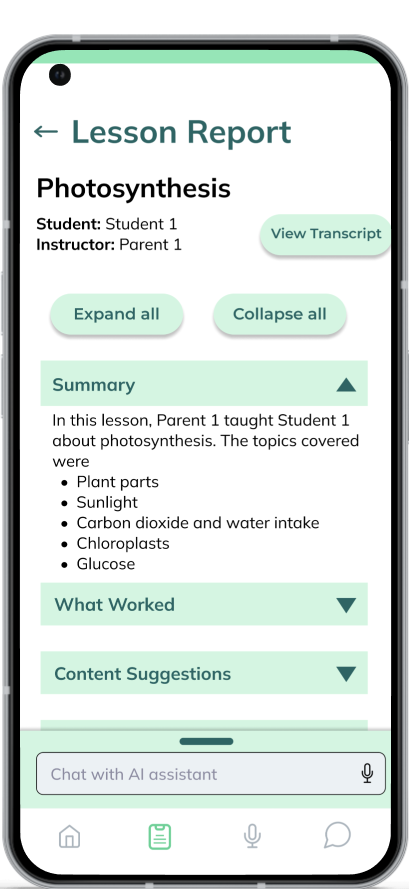 ← Lesson Report
Photosynthesis
Student: Student 1
Instructor: Parent 1
View Transcript
Expand all
Collapse all
Summary
In this lesson, Parent 1 taught Student 1
about photosynthesis. The topics covered
were
• Plant parts
• Sunlight
• Carbon dioxide and water intake
• Chloroplasts
• Glucose
What Worked
Content Suggestions
Chat with AI assistant